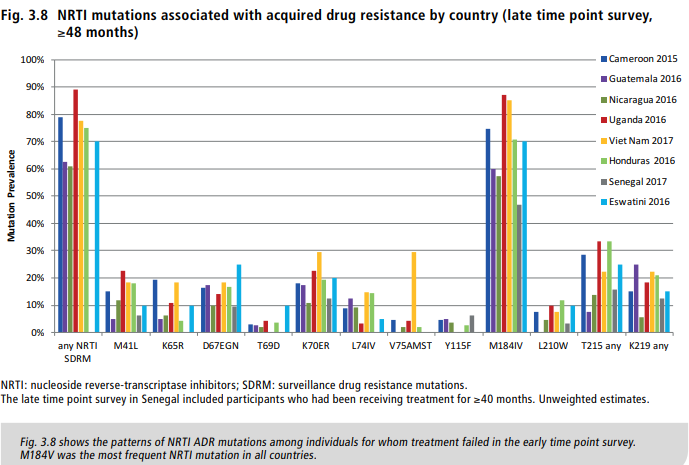 Fig. 3.8 NRTI mutations associated with acquired drug resistance by country (late time point survey,
≥48 months)
100%
90%
80%
70%
60%
50%
40%
30%
20%
10%
0%
Mutation Prevalence
Cameroon 2015
Guatemala 2016
Nicaragua 2016
Uganda 2016
Viet Nam 2017
Honduras 2016
Senegal 2017
Eswatini 2016
any NRTI SDRM M41L K65R D67EGN T69D K70ER L74IV V75AMST Y115F M184IV L210W T215 any K219 any
NRTI: nucleoside reverse-transcriptase inhibitors; SDRM: surveillance drug resistance mutations.
The late time point survey in Senegal included participants who had been receiving treatment for ≥40 months. Unweighted estimates.
Fig. 3.8 shows the patterns of NRTI ADR mutations among individuals for whom treatment failed in the early time point survey.
M184V was the most frequent NRTI mutation in all countries.